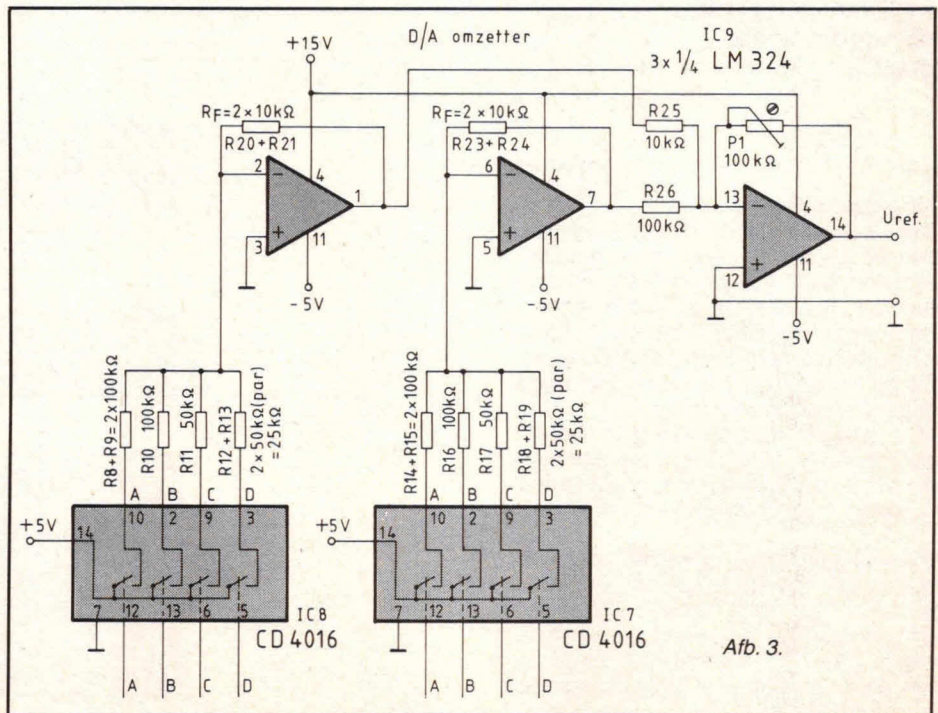 D/A omzetter
IC9
3x 1/4 LM 324
+15V
RF=2×10kΩ
R20+R21
2
−
4
1
+
3
11
-5V
RF=2×10kΩ
R23+R24
6
−
4
7
+
5
11
-5V
R25
10kΩ
R26
100kΩ
P1
100kΩ
13
−
4
14
+
12
11
-5V
Uref.
R8+R9=2×100kΩ
R10 100kΩ
R11 50kΩ
R12+R13
2×50kΩ(par)
=25kΩ
R14+R15=2×100k
R16 100kΩ
R17 50kΩ
R18+R19
2×50kΩ(par)
=25kΩ
A B C D
10 2 9 3
+5V
14
7 12 13 6 5
IC8
CD 4016
A B C D
A B C D
10 2 9 3
+5V
14
7 12 13 6 5
IC7
CD 4016
A B C D
Afb. 3.